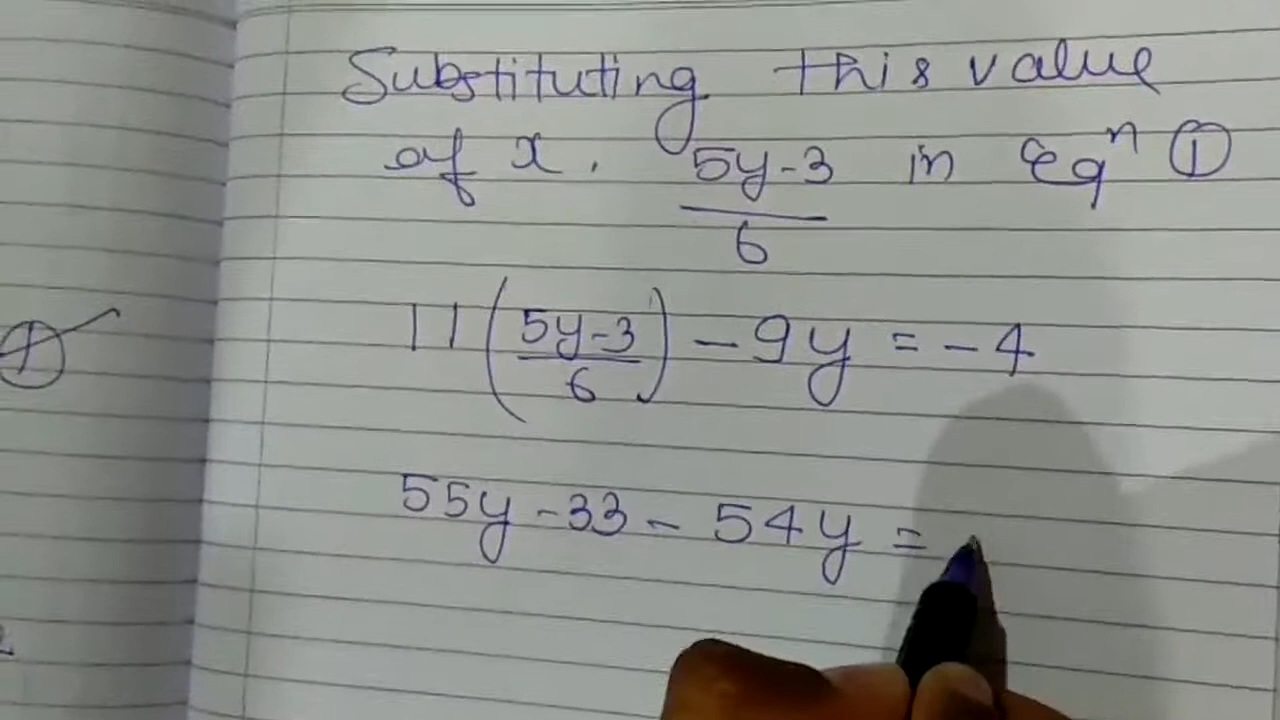 Substituting this value
of x. 5y-3/6 in Eqⁿ ①
11(5y-3/6) - 9y = -4
55y - 33 - 54y =
①